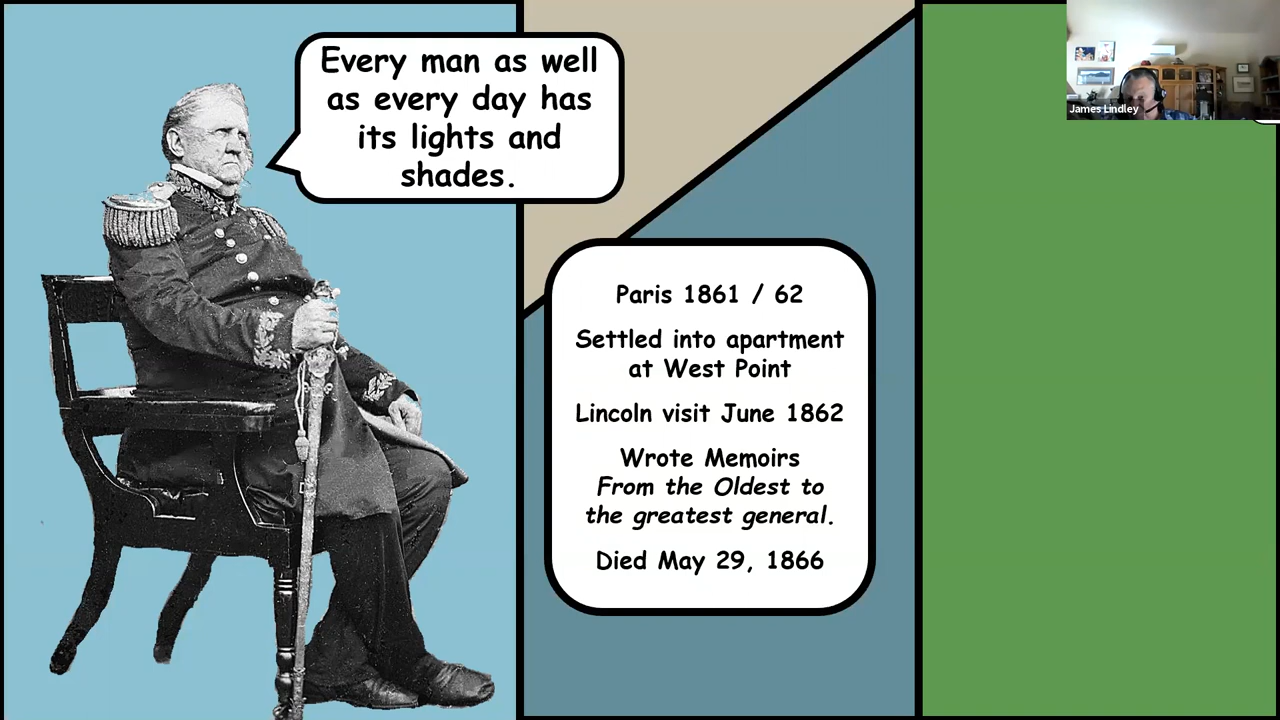 Every man as well
as every day has
its lights and
shades.
Paris 1861 / 62
Settled into apartment
at West Point
Lincoln visit June 1862
Wrote Memoirs
From the Oldest to
the greatest general.
Died May 29, 1866
James Lindley